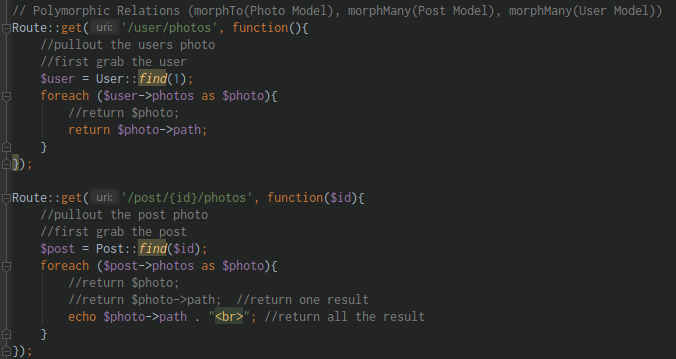 // Polymorphic Relations (morphTo(Photo Model), morphMany(Post Model), morphMany(User Model))
Route::get( uri: '/user/photos', function(){
//pullout the users photo
//first grab the user
$user = User::find(1);
foreach ($user->photos as $photo){
//return $photo;
return $photo->path;
}
});
Route::get( uri: '/post/{id}/photos', function($id){
//pullout the post photo
//first grab the post
$post = Post::find($id);
foreach ($post->photos as $photo){
//return $photo;
//return $photo->path;  //return one result
echo $photo->path . "<br>"; //return all the result
}
});